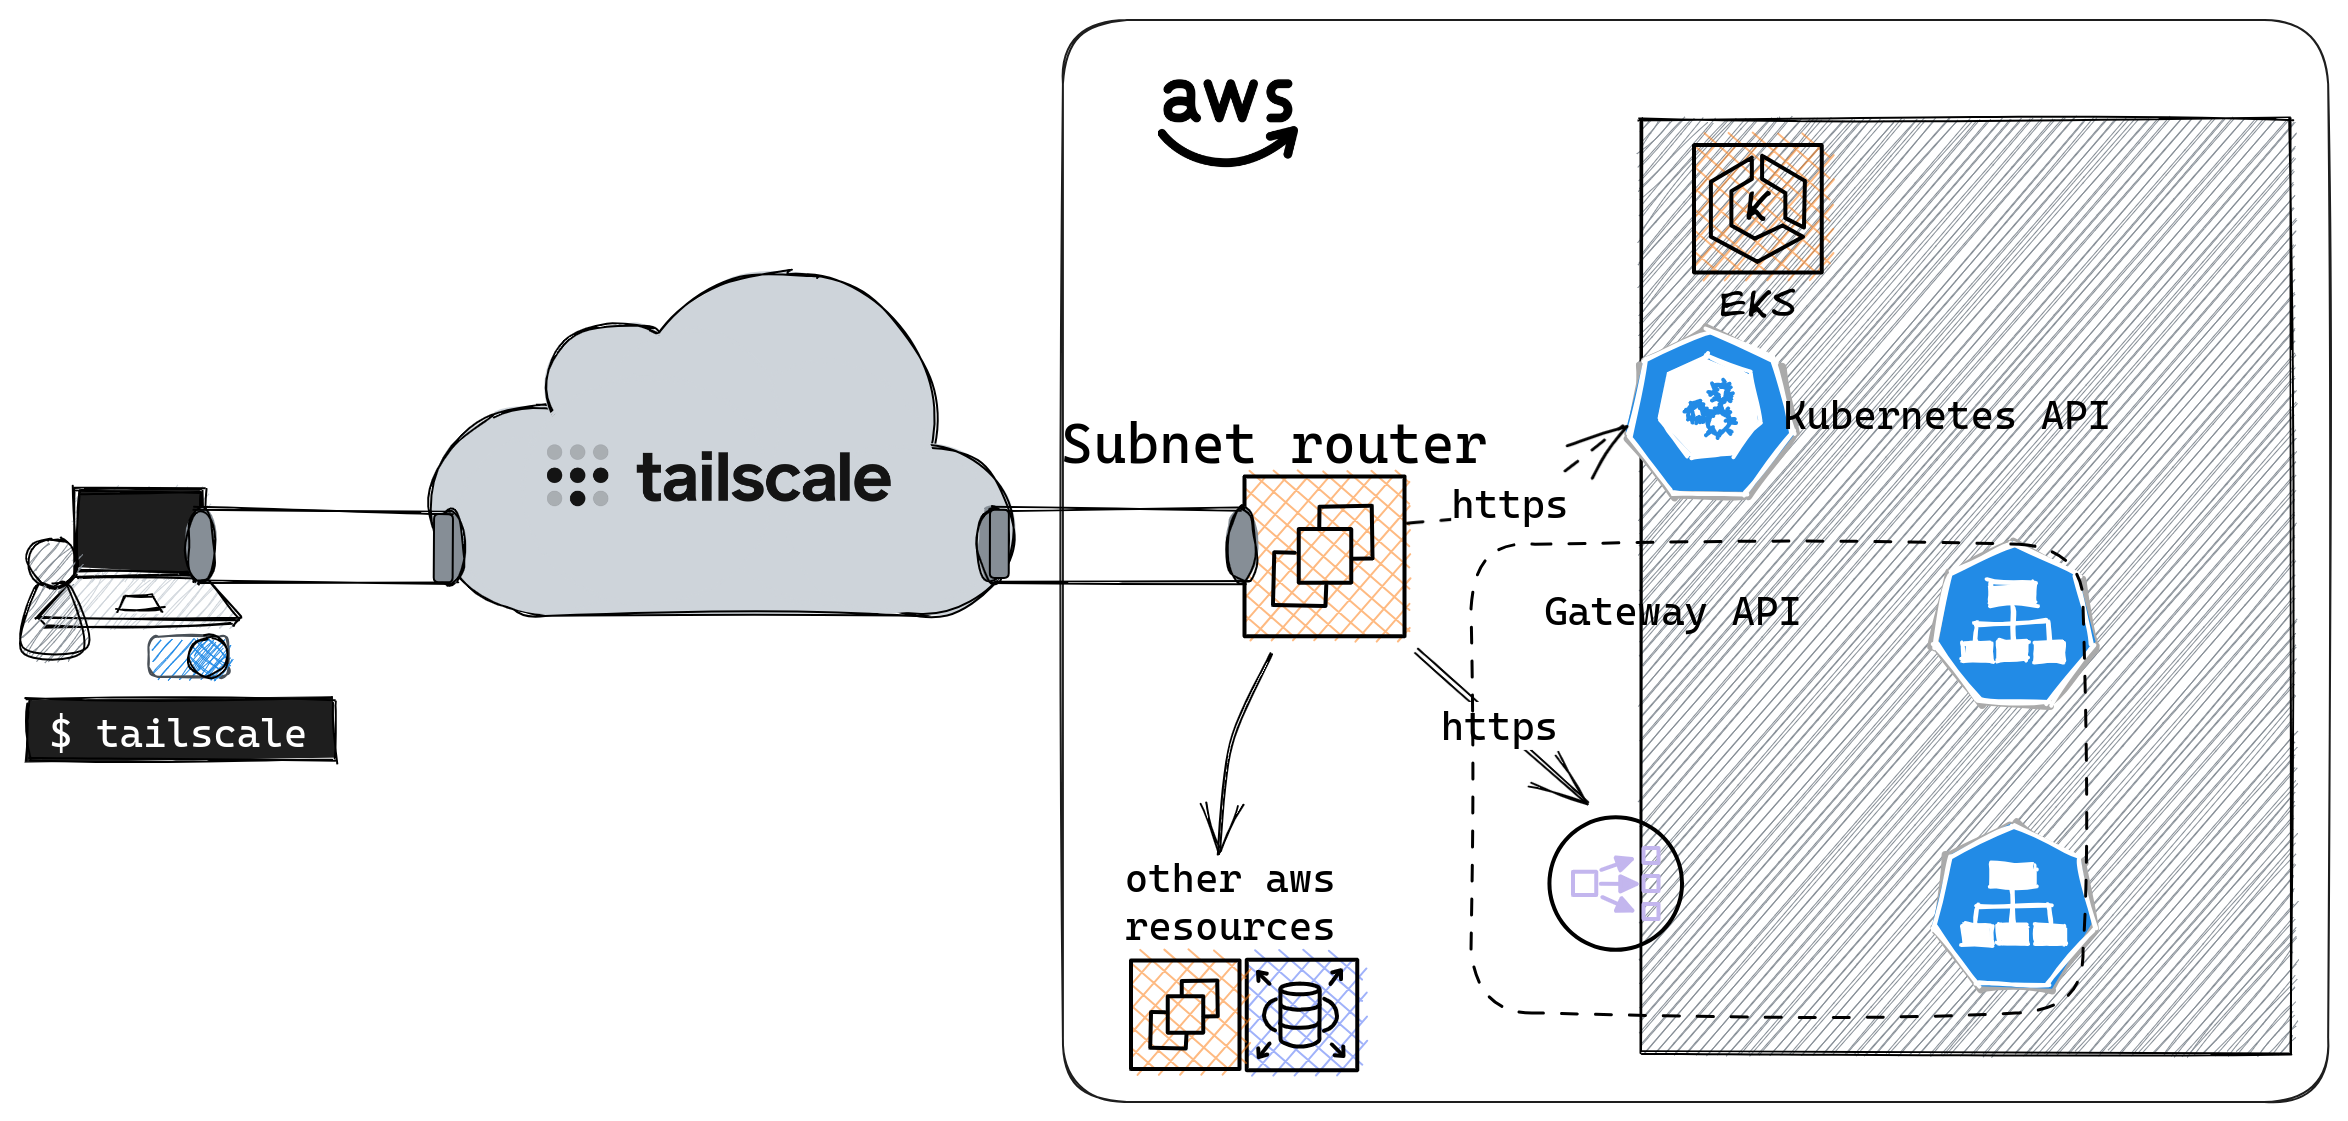 aws
K
EKS
Kubernetes API
Subnet router
tailscale
https
Gateway API
$ tailscale
https
other aws
resources